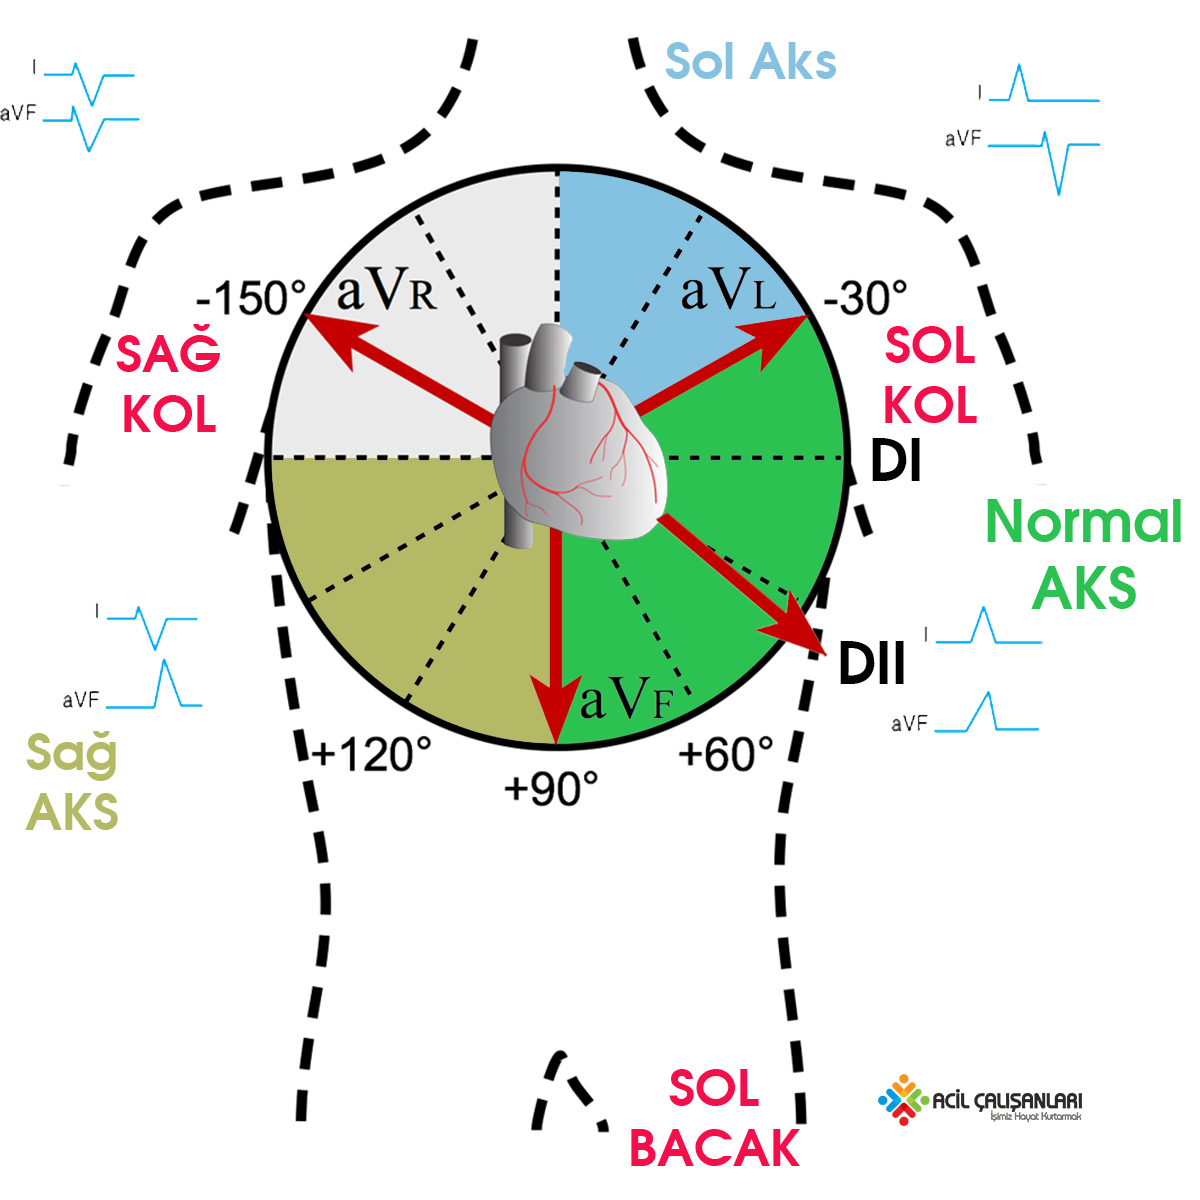 Sol Aks
I
aVF
I
aVF
-150°
aVR
aVL
-30°
SAĞ
KOL
SOL
KOL
DI
Normal
AKS
I
aVF
I
aVF
DII
aVF
Sağ
AKS
+120°
+90°
+60°
SOL
BACAK
ACİL ÇALIŞANLARI
İşimiz Hayat Kurtarmak